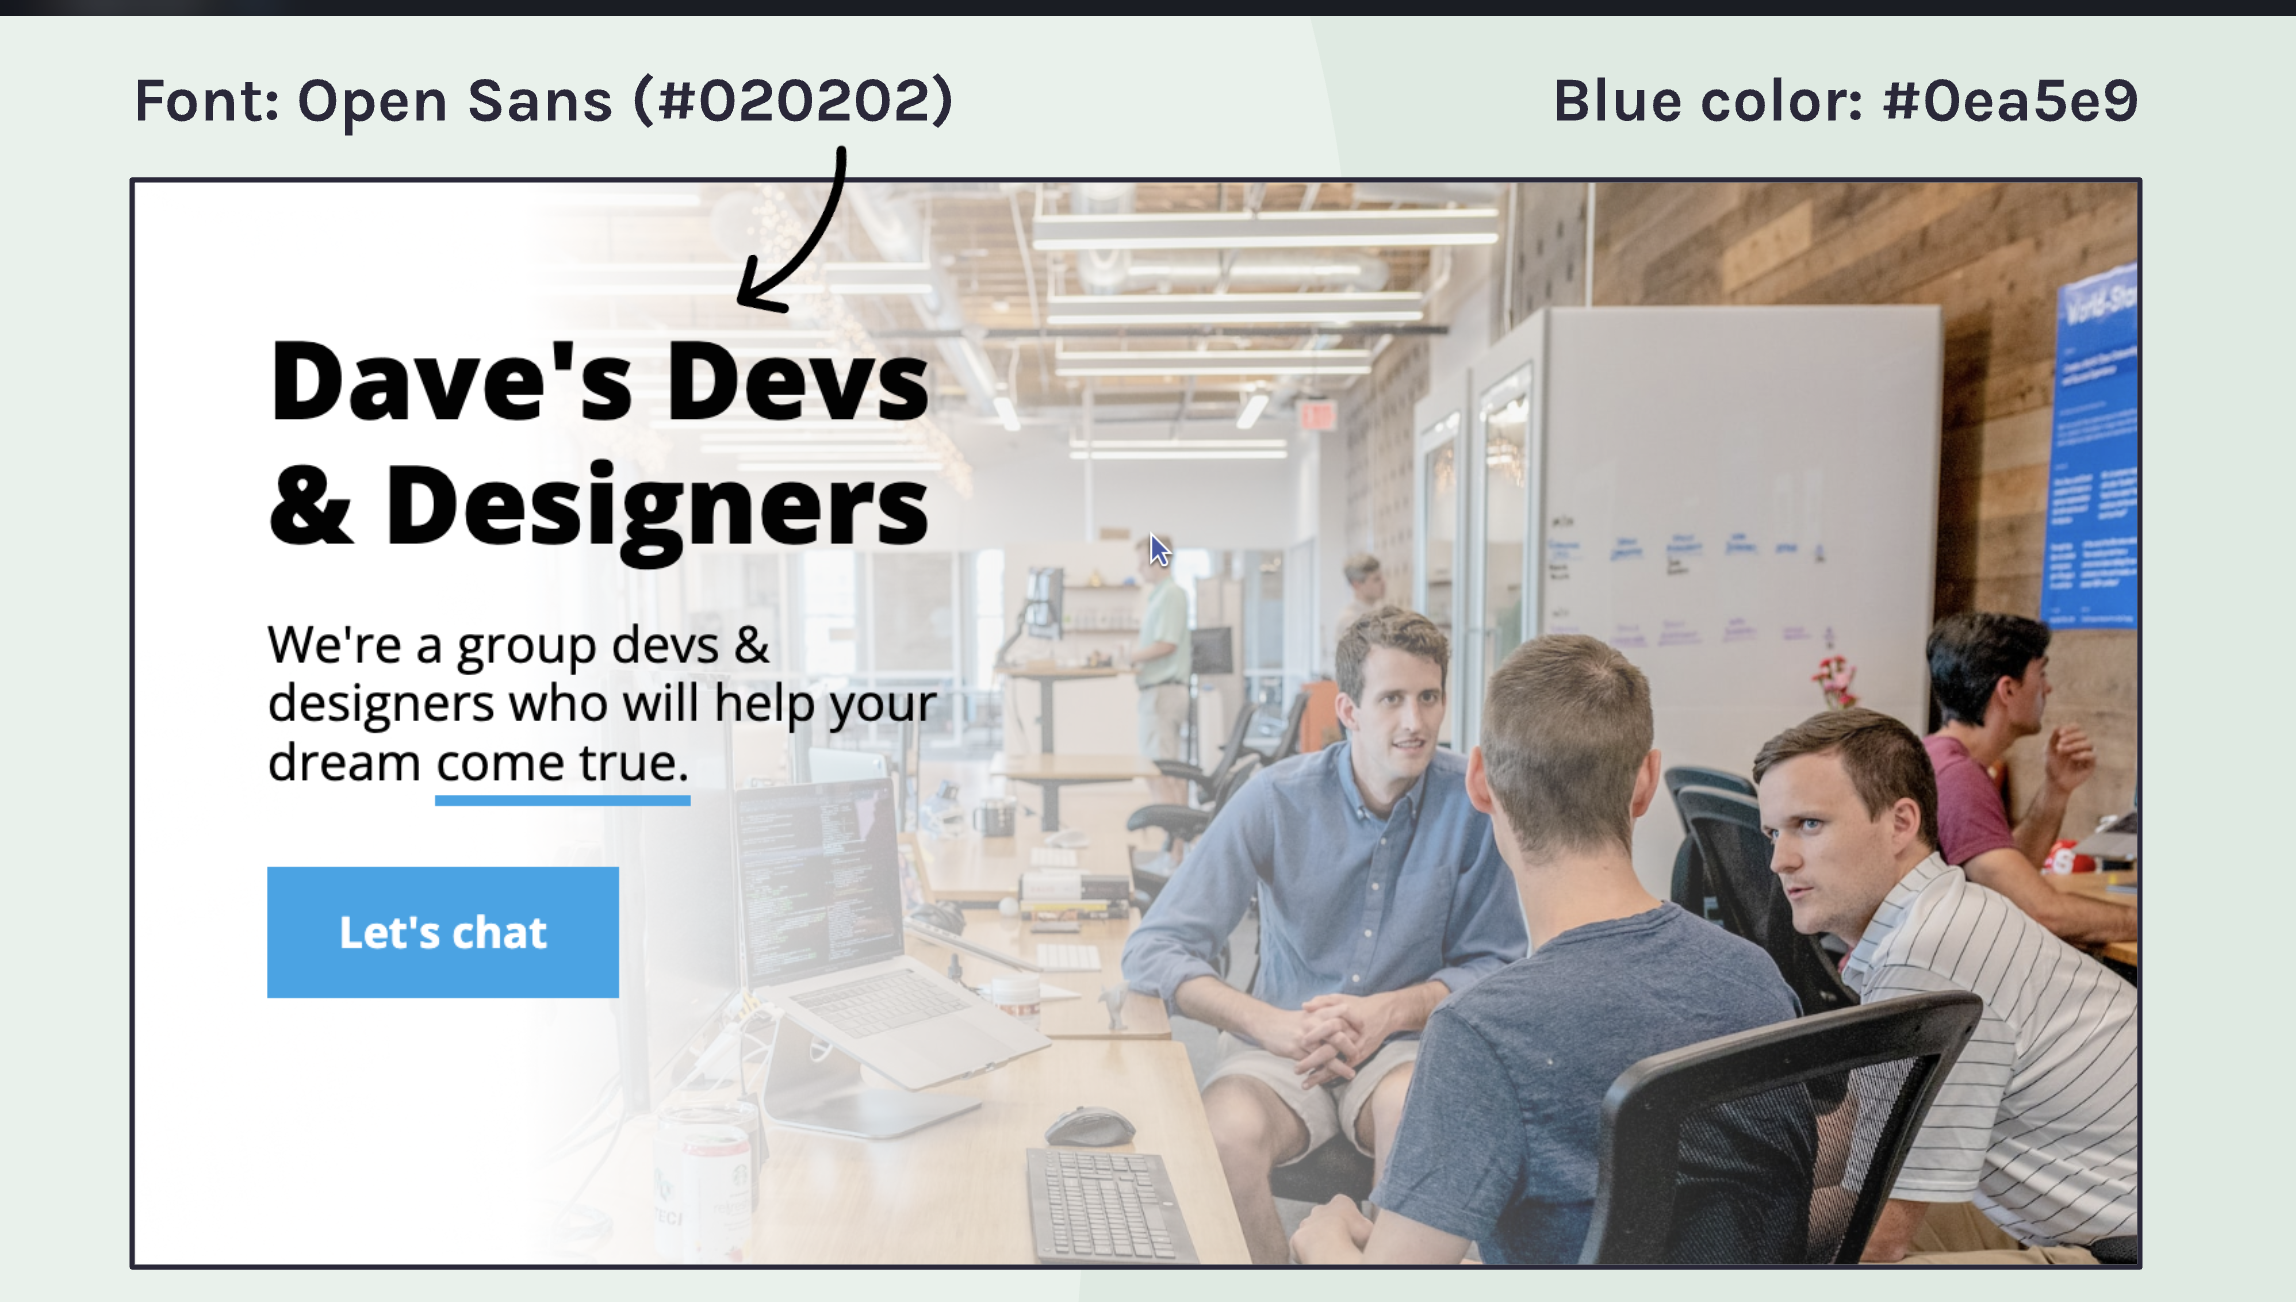 Font: Open Sans (#020202)
Blue color: #0ea5e9
Dave's Devs
& Designers
We're a group devs &
designers who will help your
dream come true.
Let's chat